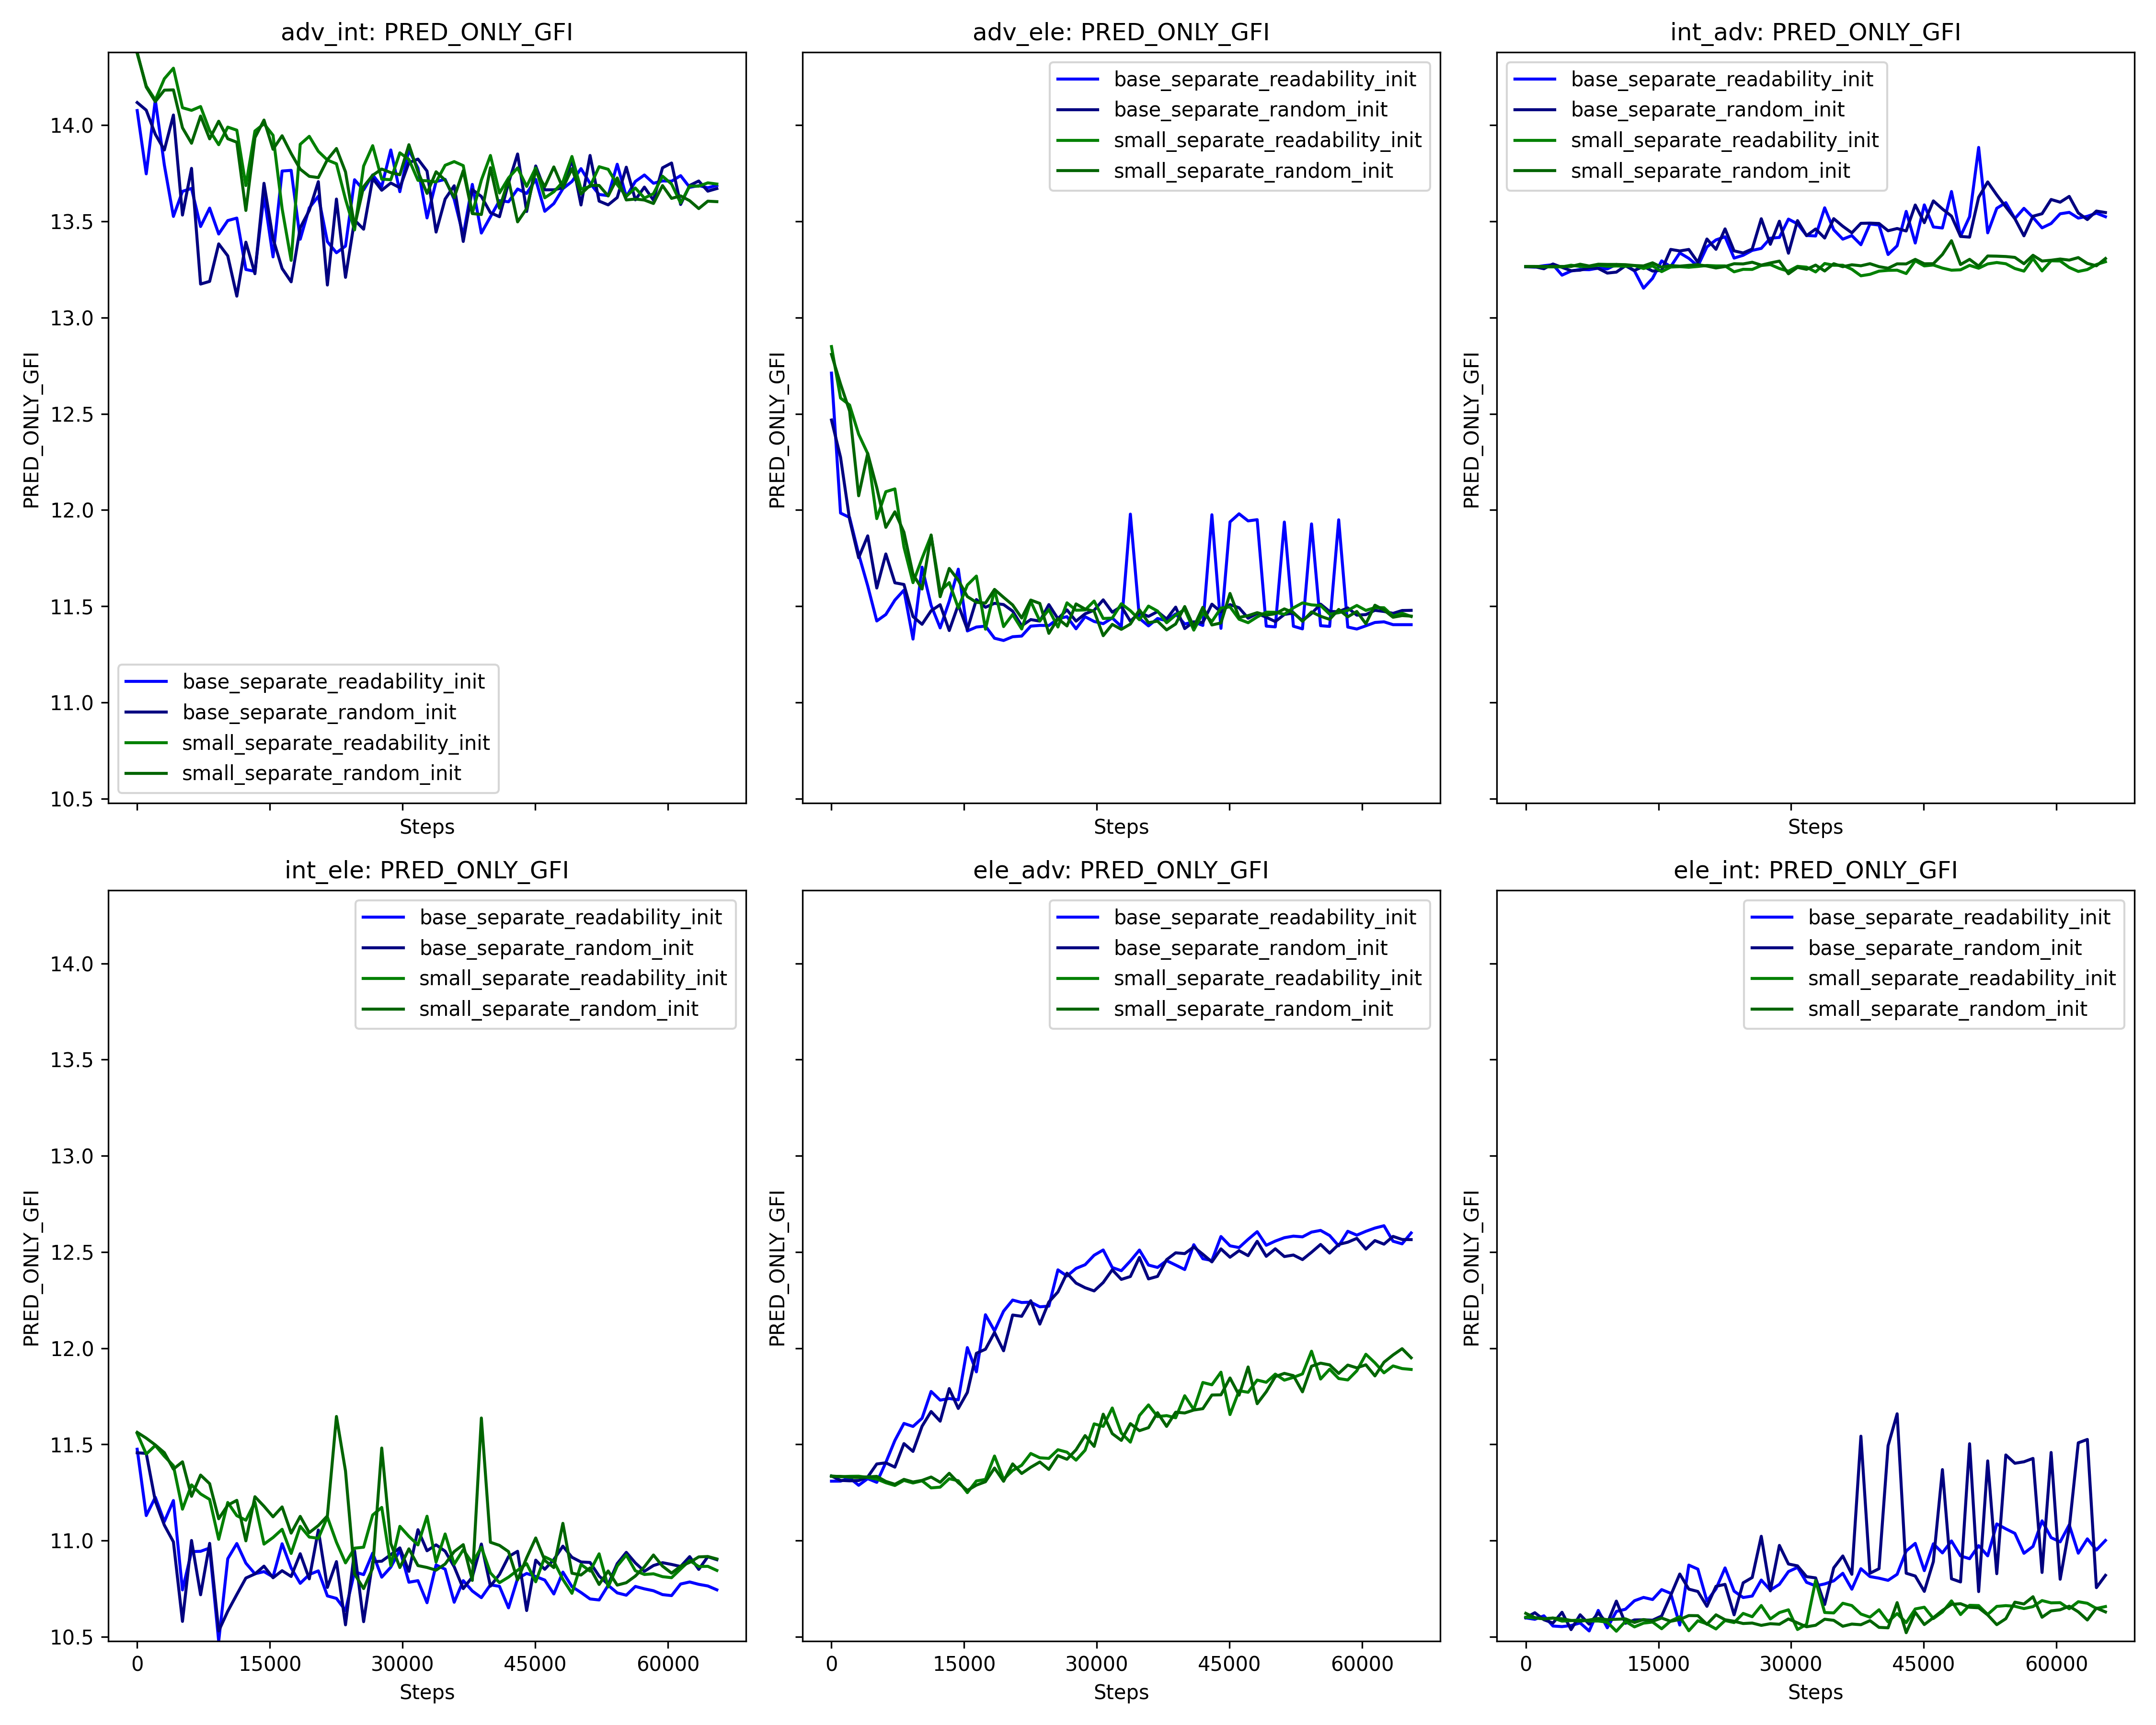 adv_int: PRED_ONLY_GFI
PRED_ONLY_GFI
14.0
13.5
13.0
12.5
12.0
11.5
11.0
10.5
base_separate_readability_init
base_separate_random_init
small_separate_readability_init
small_separate_random_init
Steps
adv_ele: PRED_ONLY_GFI
PRED_ONLY_GFI
base_separate_readability_init
base_separate_random_init
small_separate_readability_init
small_separate_random_init
Steps
int_adv: PRED_ONLY_GFI
PRED_ONLY_GFI
base_separate_readability_init
base_separate_random_init
small_separate_readability_init
small_separate_random_init
Steps
int_ele: PRED_ONLY_GFI
PRED_ONLY_GFI
14.0
13.5
13.0
12.5
12.0
11.5
11.0
10.5
base_separate_readability_init
base_separate_random_init
small_separate_readability_init
small_separate_random_init
0 15000 30000 45000 60000
Steps
ele_adv: PRED_ONLY_GFI
PRED_ONLY_GFI
base_separate_readability_init
base_separate_random_init
small_separate_readability_init
small_separate_random_init
0 15000 30000 45000 60000
Steps
ele_int: PRED_ONLY_GFI
PRED_ONLY_GFI
base_separate_readability_init
base_separate_random_init
small_separate_readability_init
small_separate_random_init
0 15000 30000 45000 60000
Steps